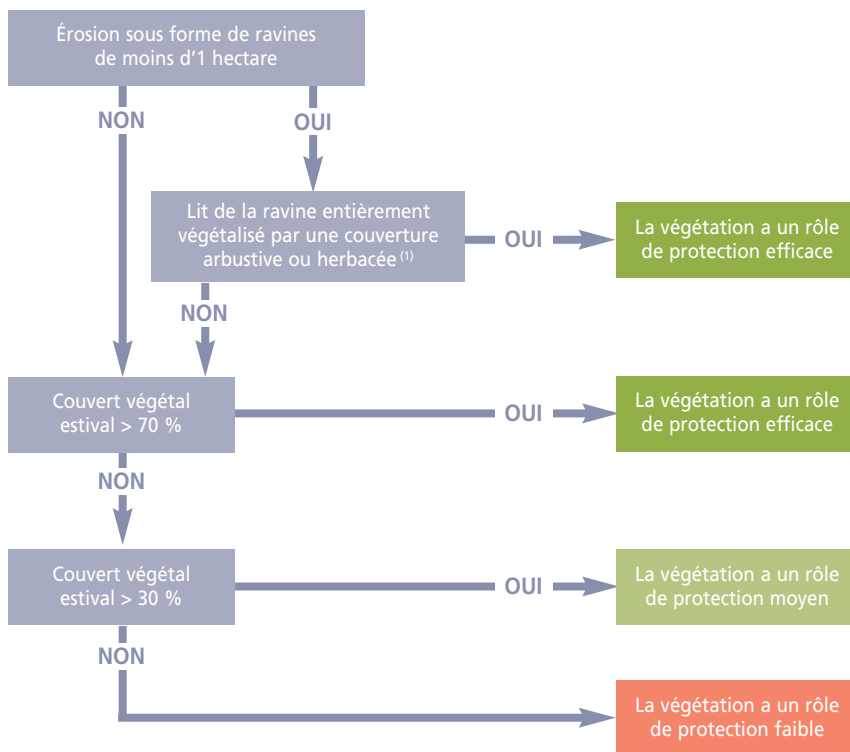 Érosion sous forme de ravines
de moins d'1 hectare
NON
OUI
Lit de la ravine entièrement
végétalisé par une couverture
arbustive ou herbacée (1)
OUI
La végétation a un rôle
de protection efficace
NON
Couvert végétal
estival > 70 %
OUI
La végétation a un rôle
de protection efficace
NON
Couvert végétal
estival > 30 %
OUI
La végétation a un rôle
de protection moyen
NON
La végétation a un rôle
de protection faible